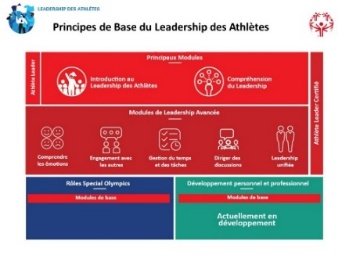 LEADERSHIP DES ATHLÈTES
Principes de Base du Leadership des Athlètes
Athlète Leader
Principaux Modules
Introduction au
Leadership des Athlètes
Compréhension
du Leadership
Athlète Leader Certifié
Modules de Leadership Avancée
Comprendre
les émotions
Engagement avec
les autres
Gestion du temps
et des tâches
Diriger des
discussions
Leadership
unifiée
Rôles Special Olympics
Modules de base
Développement personnel et professionnel
Modules de base
Actuellement en
développement